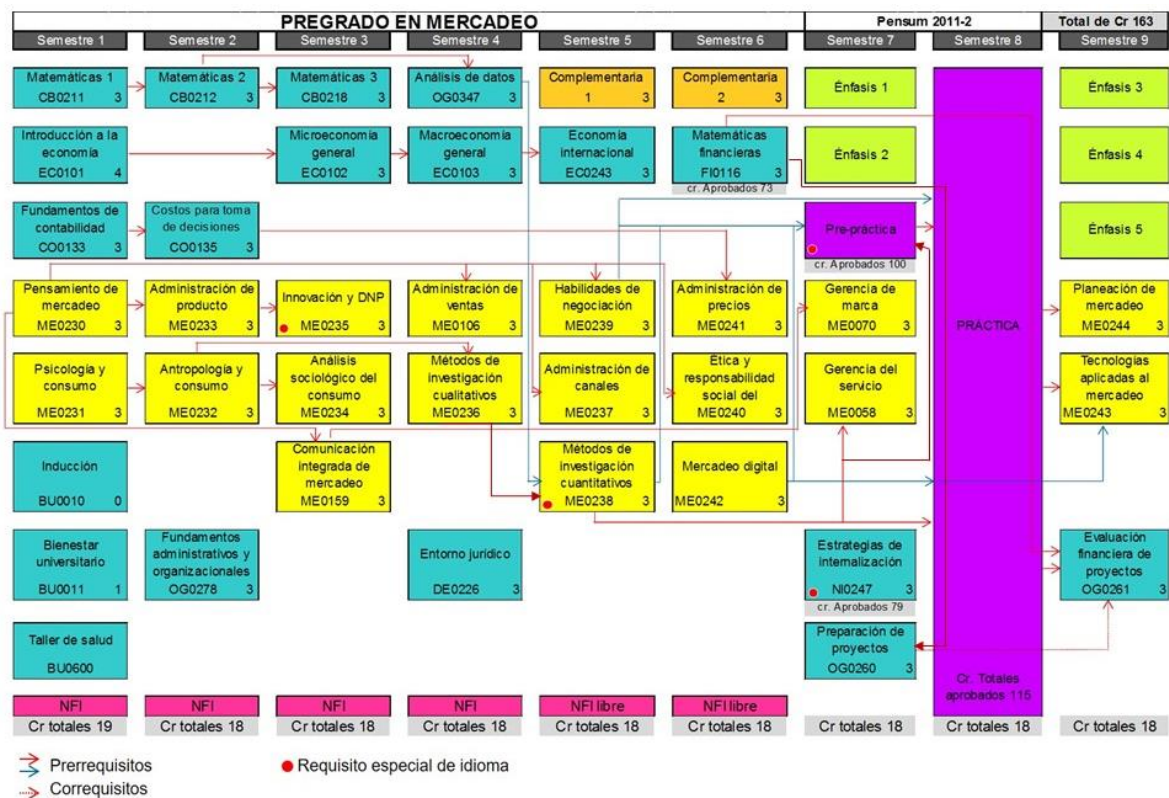 PREGRADO EN MERCADEO
Pensum 2011-2
Total de Cr 163
Semestre 1
Semestre 2
Semestre 3
Semestre 4
Semestre 5
Semestre 6
Semestre 7
Semestre 8
Semestre 9
Matemáticas 1
CB0211 3
Matemáticas 2
CB0212 3
Matemáticas 3
CB0218 3
Análisis de datos
OG0347 3
Complementaria
1 3
Complementaria
2 3
Énfasis 1
Énfasis 3
Introducción a la
economía
EC0101 4
Microeconomía
general
EC0102 3
Macroeconomía
general
EC0103 3
Economía
internacional
EC0243 3
Matemáticas
financieras
FI0116 3
cr. Aprobados 73
Énfasis 2
Énfasis 4
Fundamentos de
contabilidad
CO0133 3
Costos para toma
de decisiones
CO0135 3
Pre-práctica
cr. Aprobados 100
Énfasis 5
Pensamiento de
mercadeo
ME0230 3
Administración de
producto
ME0233 3
Innovación y DNP
ME0235 3
Administración de
ventas
ME0106 3
Habilidades de
negociación
ME0239 3
Administración de
precios
ME0241 3
Gerencia de
marca
ME0070 3
PRÁCTICA
Planeación de
mercadeo
ME0244 3
Psicología y
consumo
ME0231 3
Antropología y
consumo
ME0232 3
Análisis
sociológico del
consumo
ME0234 3
Métodos de
investigación
cualitativos
ME0236 3
Administración de
canales
ME0237 3
Ética y
responsabilidad
social del
ME0240 3
Gerencia del
servicio
ME0058 3
Tecnologías
aplicadas al
mercadeo
ME0243 3
Inducción
BU0010 0
Comunicación
integrada de
mercadeo
ME0159 3
Métodos de
investigación
cuantitativos
ME0238 3
Mercadeo digital
ME0242 3
Bienestar
universitario
BU0011 1
Fundamentos
administrativos y
organizacionales
OG0278 3
Entorno jurídico
DE0226 3
Estrategias de
internalización
NI0247 3
cr. Aprobados 79
Evaluación
financiera de
proyectos
OG0261 3
Taller de salud
BU0600
Preparación de
proyectos
OG0260 3
Cr. Totales
aprobados 115
NFI
NFI
NFI
NFI
NFI libre
NFI libre
Cr totales 19
Cr totales 18
Cr totales 18
Cr totales 18
Cr totales 18
Cr totales 18
Cr totales 18
Cr totales 18
Cr totales 18
Prerrequisitos
Requisito especial de idioma
Correquisitos